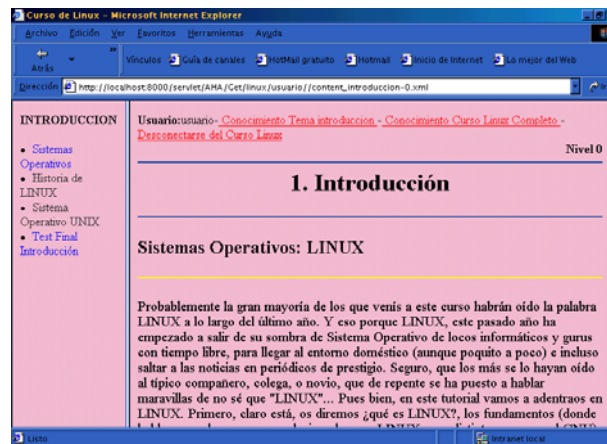 Curso de Linux - Microsoft Internet Explorer
Archivo Edición Ver Favoritos Herramientas Ayuda
Atrás
»
Vínculos Guía de canales HotMail gratuito Hotmail Inicio de Internet Lo mejor del Web
Dirección http://localhost:8000/servlet/AHA/Get/linux/usuario//content_introduccion-0.xml
INTRODUCCION
• Sistemas
Operativos
• Historia de
LINUX
• Sistema
Operativo UNIX
• Test Final
Introducción
Usuario:usuario- Conocimiento Tema introduccion - Conocimiento Curso Linux Completo -
Desconectarse del Curso Linux
Nivel 0
1. Introducción
Sistemas Operativos: LINUX
Probablemente la gran mayoría de los que venís a este curso habrán oído la palabra
LINUX a lo largo del último año. Y eso porque LINUX, este pasado año ha
empezado a salir de su sombra de Sistema Operativo de locos informáticos y gurus
con tiempo libre, para llegar al entorno doméstico (aunque poquito a poco) e incluso
saltar a las noticias en periódicos de prestigio. Seguro, que los más se lo hayan oído
al típico compañero, colega, o novio, que de repente se ha puesto a hablar
maravillas de no sé que "LINUX"... Pues bien, en este tutorial vamos a adentraos en
LINUX. Primero, claro está, os diremos ¿qué es LINUX?, los fundamentos (donde
Listo
Intranet local